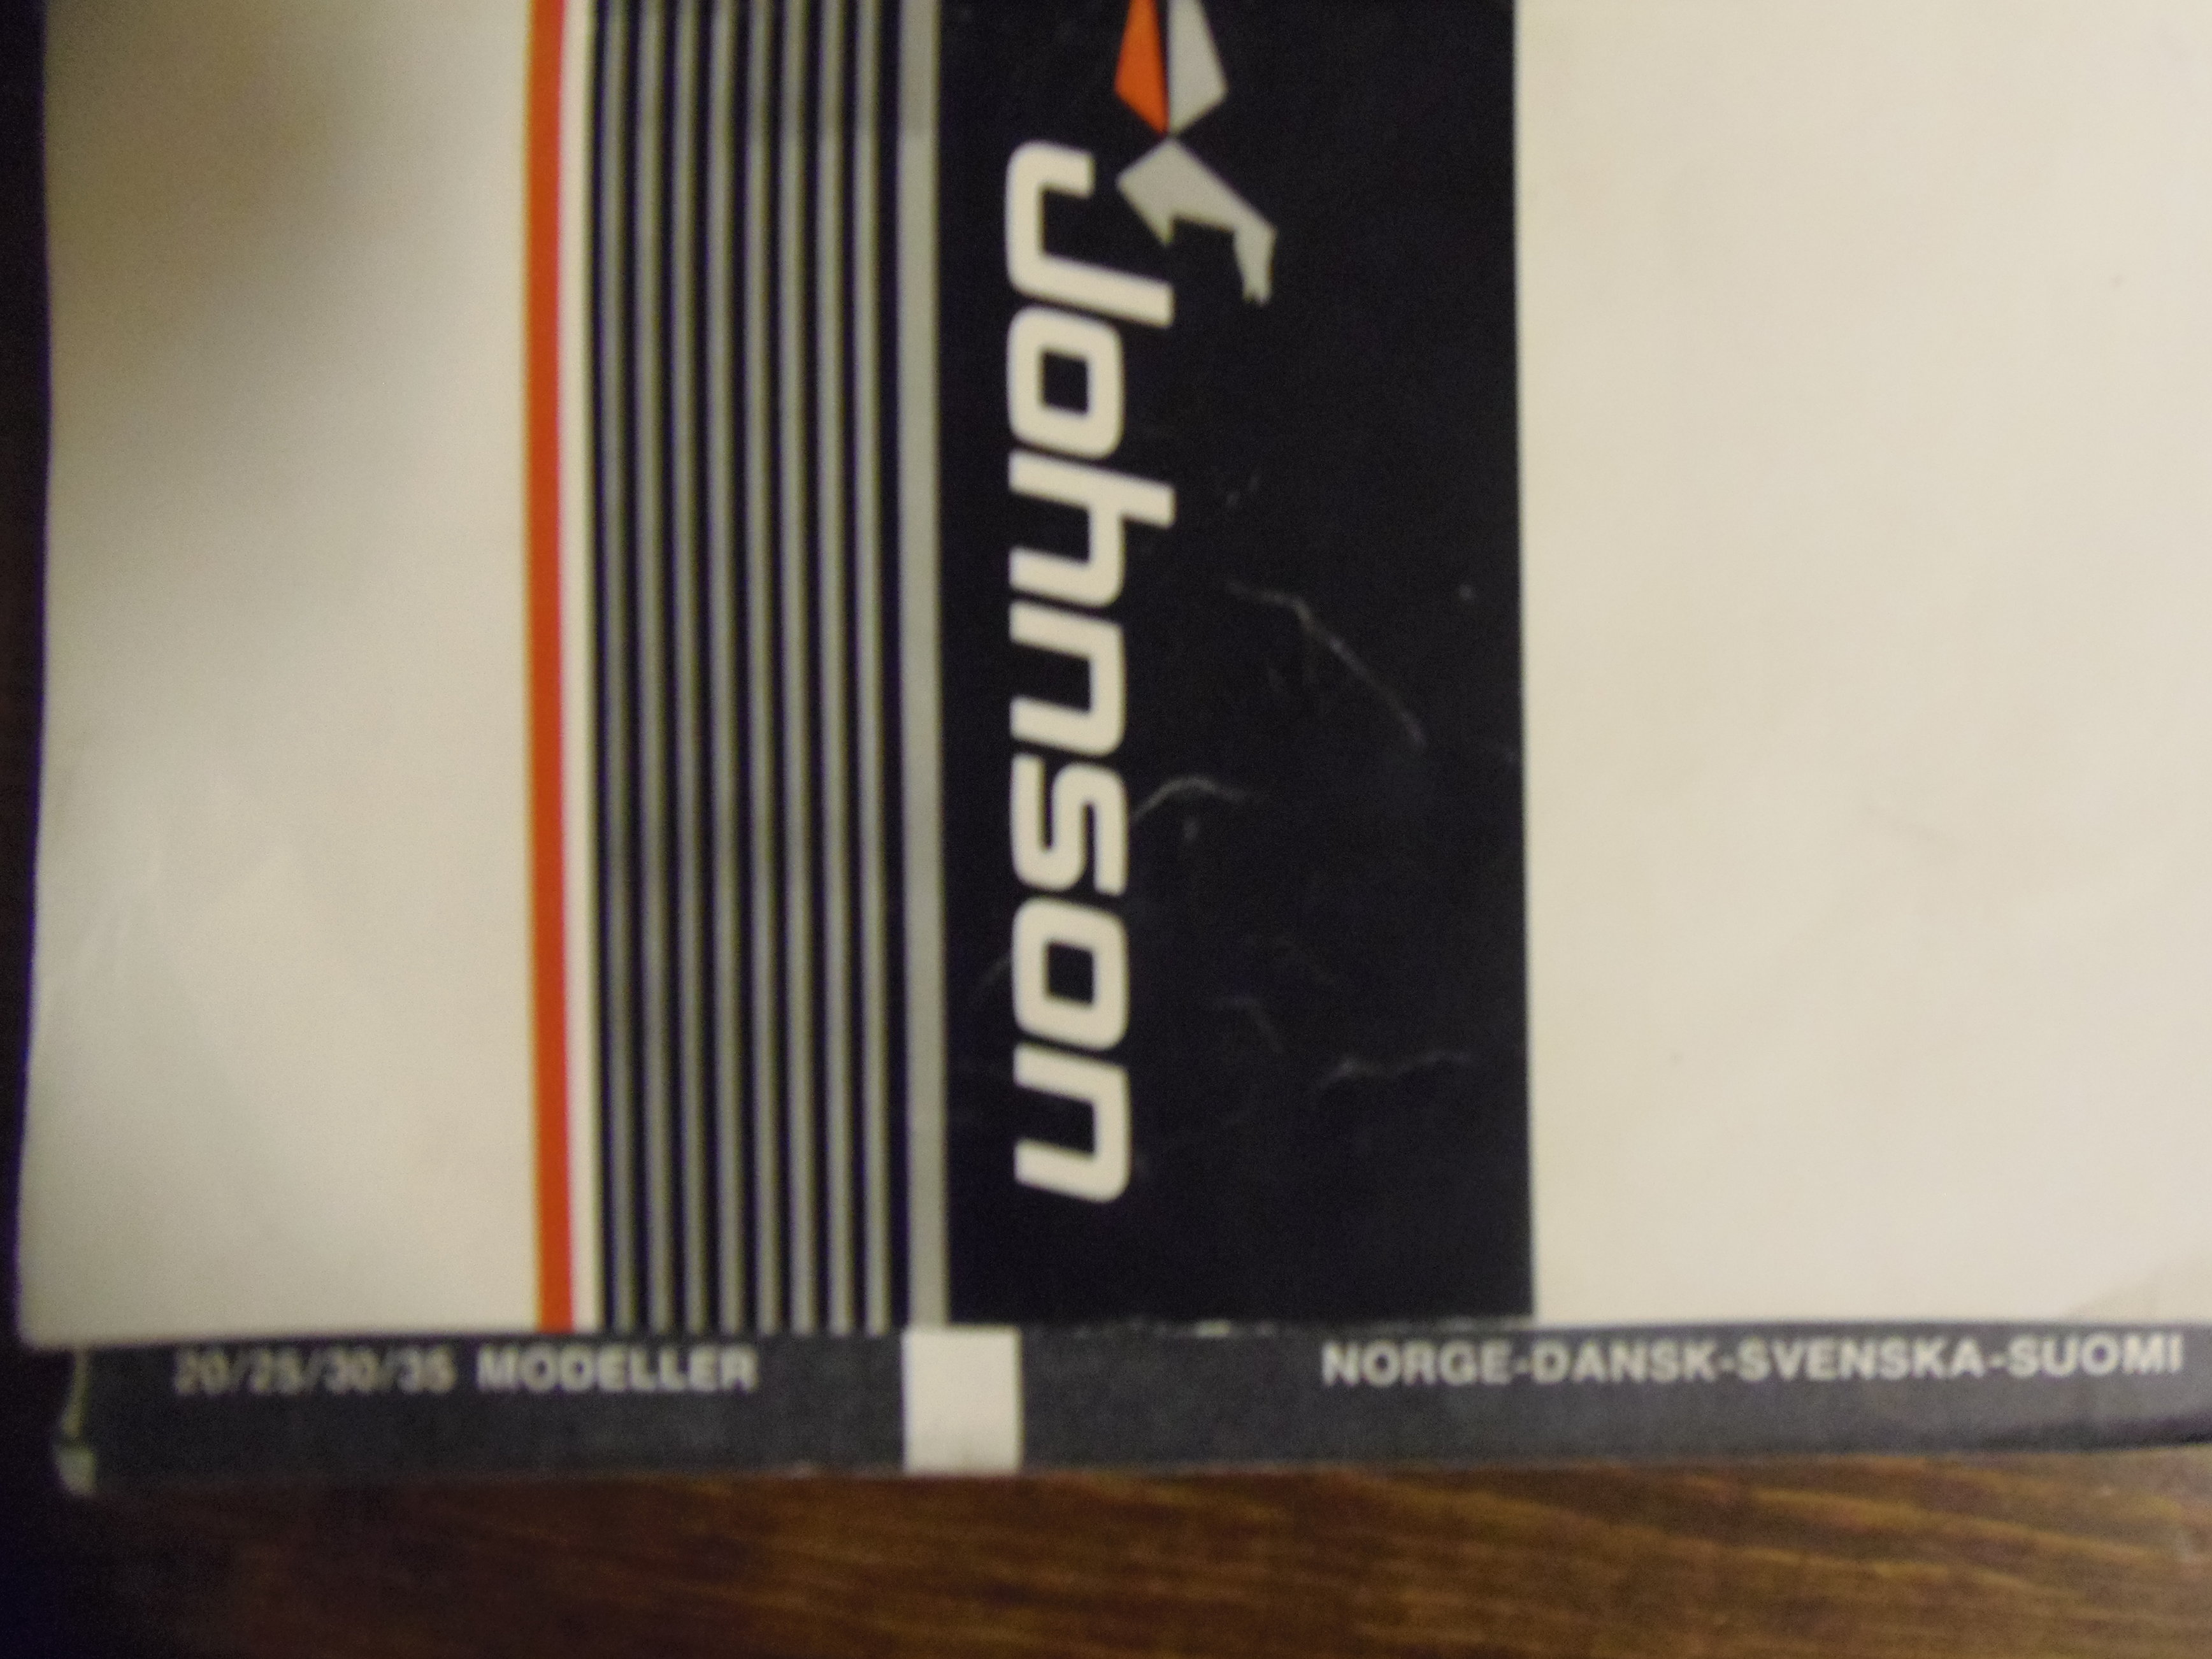 Johnson
20/25/30/35 MODELLER
NORGE-DANSK-SVENSKA-SUOMI